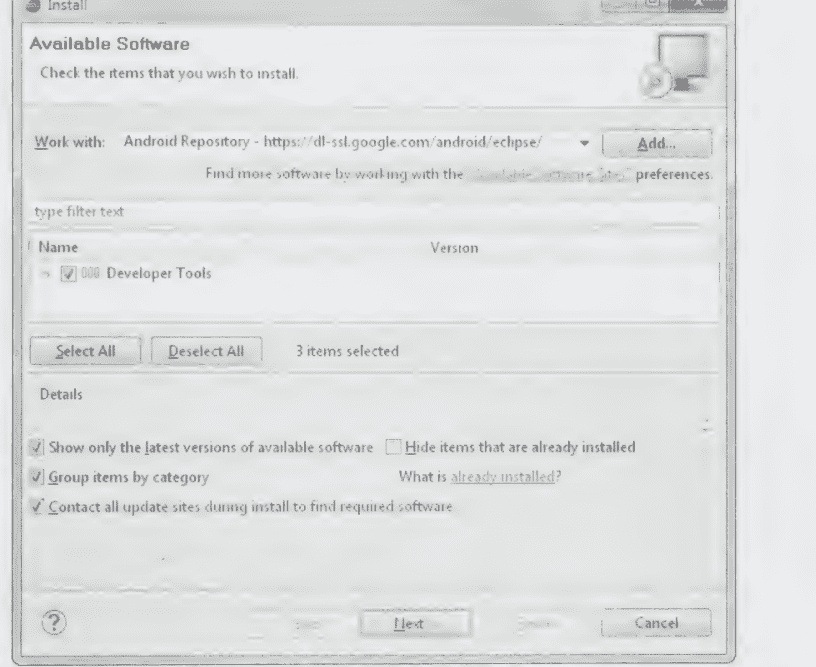 Install
Available Software
Check the items that you wish to install.
Work with: Android Repository - https://dl-ssl.google.com/android/eclipse/ Add...
Find more software by working with the preferences.
type filter text
Name Version
Developer Tools
Select All Deselect All 3 items selected
Details
Show only the latest versions of available software Hide items that are already installed
Group items by category What is already installed?
Contact all update sites during install to find required software
? Next Cancel